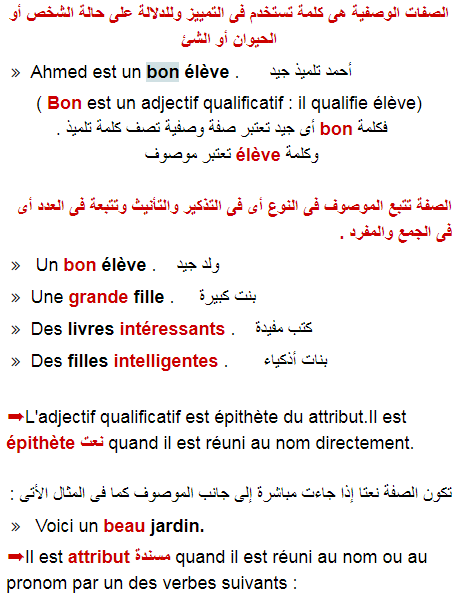 الصفات الوصفية هى كلمة تستخدم فى التمييز وللدلالة على حالة الشخص أو
الحيوان أو الشئ
» Ahmed est un bon élève . أحمد تلميذ جيد
( Bon est un adjectif qualificatif : il qualifie élève)
فكلمة bon أى جيد تعتبر صفة وصفية تصف كلمة تلميذ .
وكلمة élève تعتبر موصوف
الصفة تتبع الموصوف فى النوع أى فى التذكير والتأنيث وتتبعة فى العدد أى
فى الجمع والمفرد .
» Un bon élève . ولد جيد
» Une grande fille . بنت كبيرة
» Des livres intéressants . كتب مفيدة
» Des filles intelligentes . بنات أذكياء
➡L'adjectif qualificatif est épithète du attribut.Il est
épithète نعت quand il est réuni au nom directement.
تكون الصفة نعتا إذا جاءت مباشرة إلى جانب الموصوف كما فى المثال الأتى :
» Voici un beau jardin.
➡Il est attribut مسندة quand il est réuni au nom ou au
pronom par un des verbes suivants :